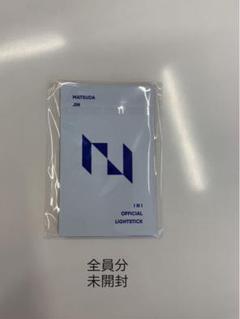 MATSUDA
JIN
INI
OFFICIAL
LIGHTSTICK
全員分
未開封